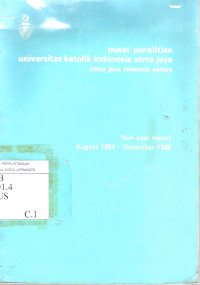 pusat penelitian
universitas katolik indonesia atma jaya
atma jaya research centre
four-year report
August 1984 - December 1988
PERPUSTAKAAN
C.1